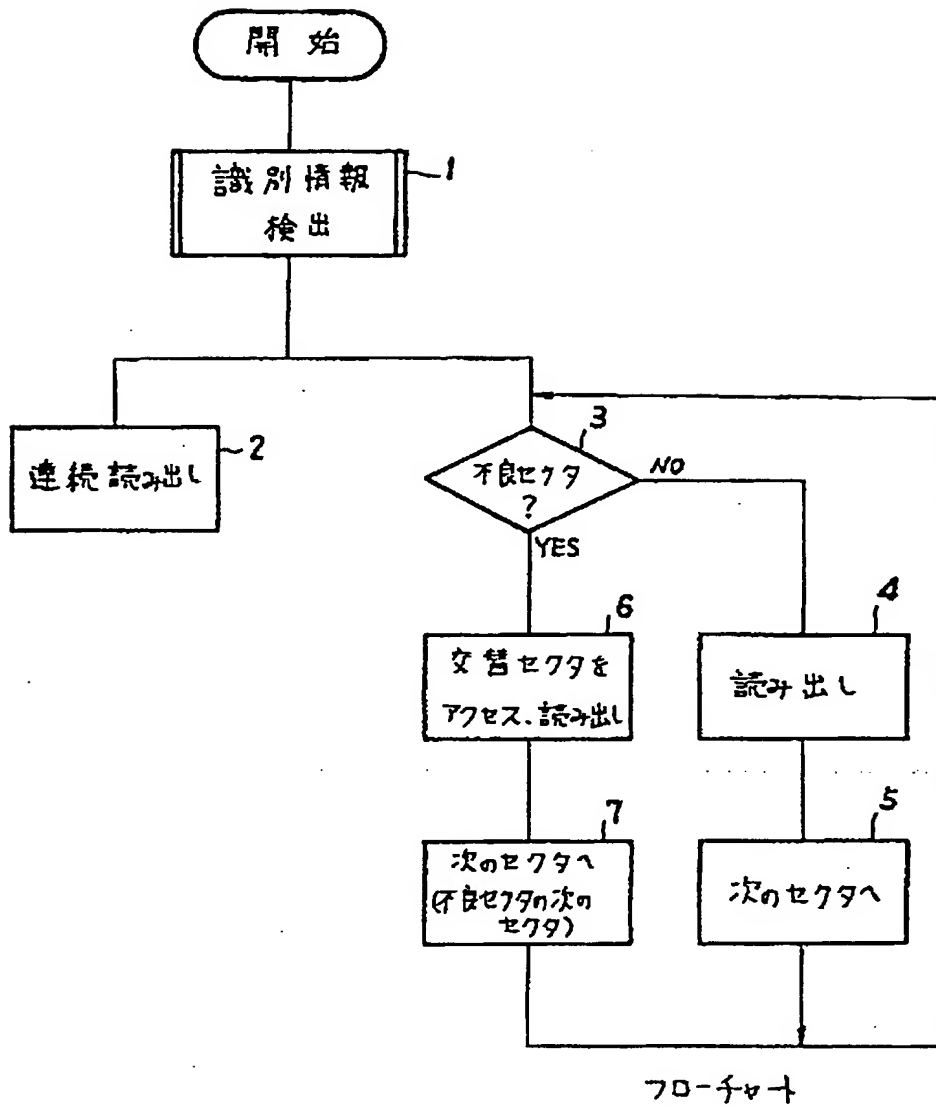 開始
識別情報
検出
1
連続読み出し
2
3
不良セクタ
?
NO
YES
6
交替セクタを
アクセス、読み出し
4
読み出し
7
次のセクタへ
(不良セクタの次の
セクタ)
5
次のセクタへ
フローチャート